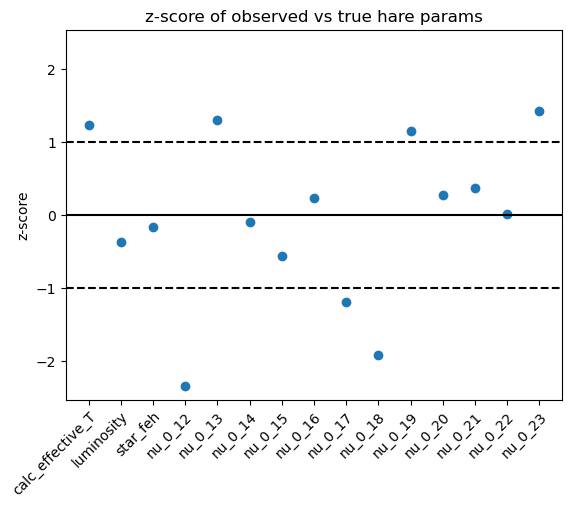 z-score of observed vs true hare params
z-score
2
1
0
−1
−2
calc_effective_T
luminosity
star_feh
nu_0_12
nu_0_13
nu_0_14
nu_0_15
nu_0_16
nu_0_17
nu_0_18
nu_0_19
nu_0_20
nu_0_21
nu_0_22
nu_0_23